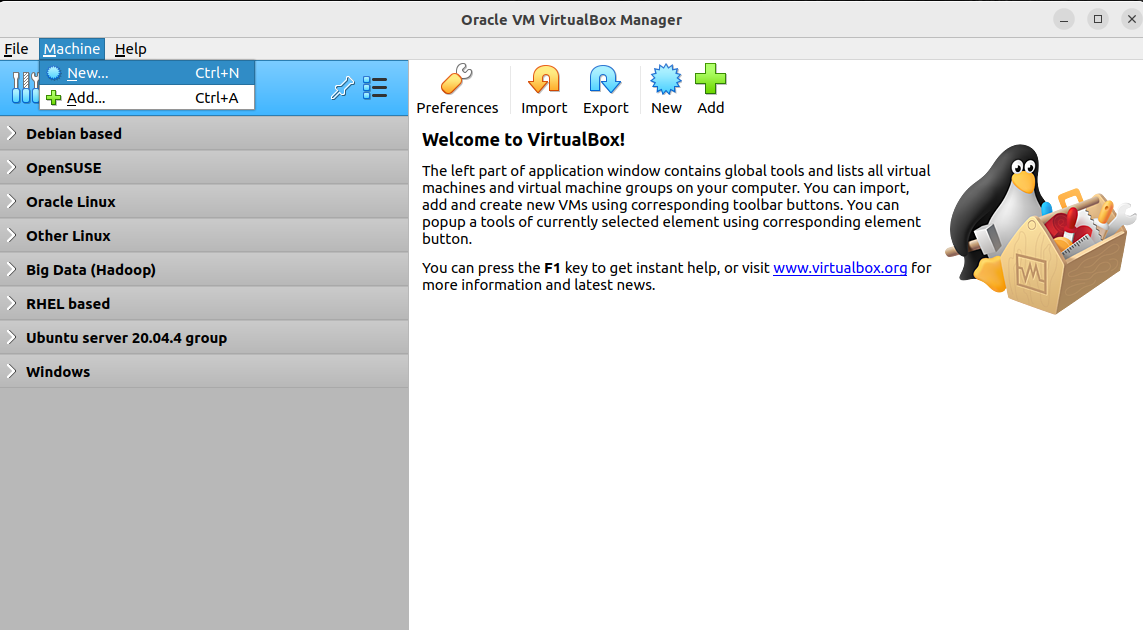 Oracle VM VirtualBox Manager
File Machine Help
New... Ctrl+N
Add... Ctrl+A
Preferences Import Export New Add
Debian based
OpenSUSE
Oracle Linux
Other Linux
Big Data (Hadoop)
RHEL based
Ubuntu server 20.04.4 group
Windows
Welcome to VirtualBox!
The left part of application window contains global tools and lists all virtual
machines and virtual machine groups on your computer. You can import,
add and create new VMs using corresponding toolbar buttons. You can
popup a tools of currently selected element using corresponding element
button.
You can press the F1 key to get instant help, or visit www.virtualbox.org for
more information and latest news.